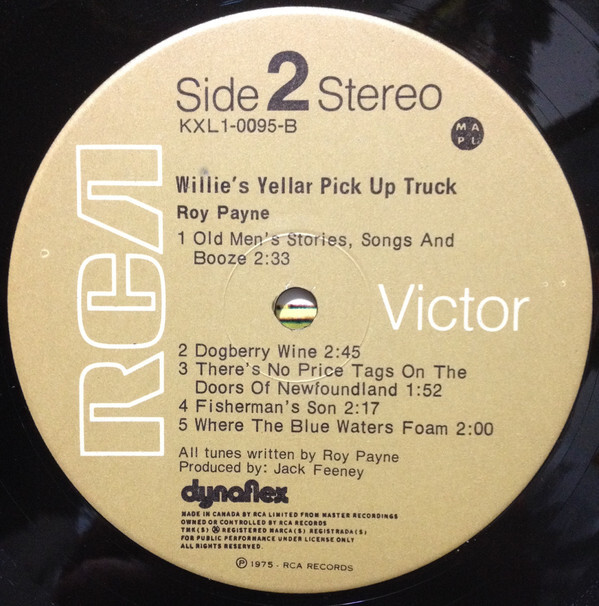 Side 2 Stereo
KXL1-0095-B
M A
P L
Willie's Yellar Pick Up Truck
Roy Payne
1 Old Men's Stories, Songs And
Booze 2:33
RCA
Victor
2 Dogberry Wine 2:45
3 There's No Price Tags On The
Doors Of Newfoundland 1:52
4 Fisherman's Son 2:17
5 Where The Blue Waters Foam 2:00
All tunes written by Roy Payne
Produced by: Jack Feeney
dynaflex
MADE IN CANADA BY RCA LIMITED FROM MASTER RECORDINGS
OWNED OR CONTROLLED BY RCA RECORDS
TMK(S) ® REGISTERED MARCA(S) REGISTRADA(S)
FOR PUBLIC PERFORMANCE UNDER LICENSE ONLY
ALL RIGHTS RESERVED.
℗ 1975 - RCA RECORDS